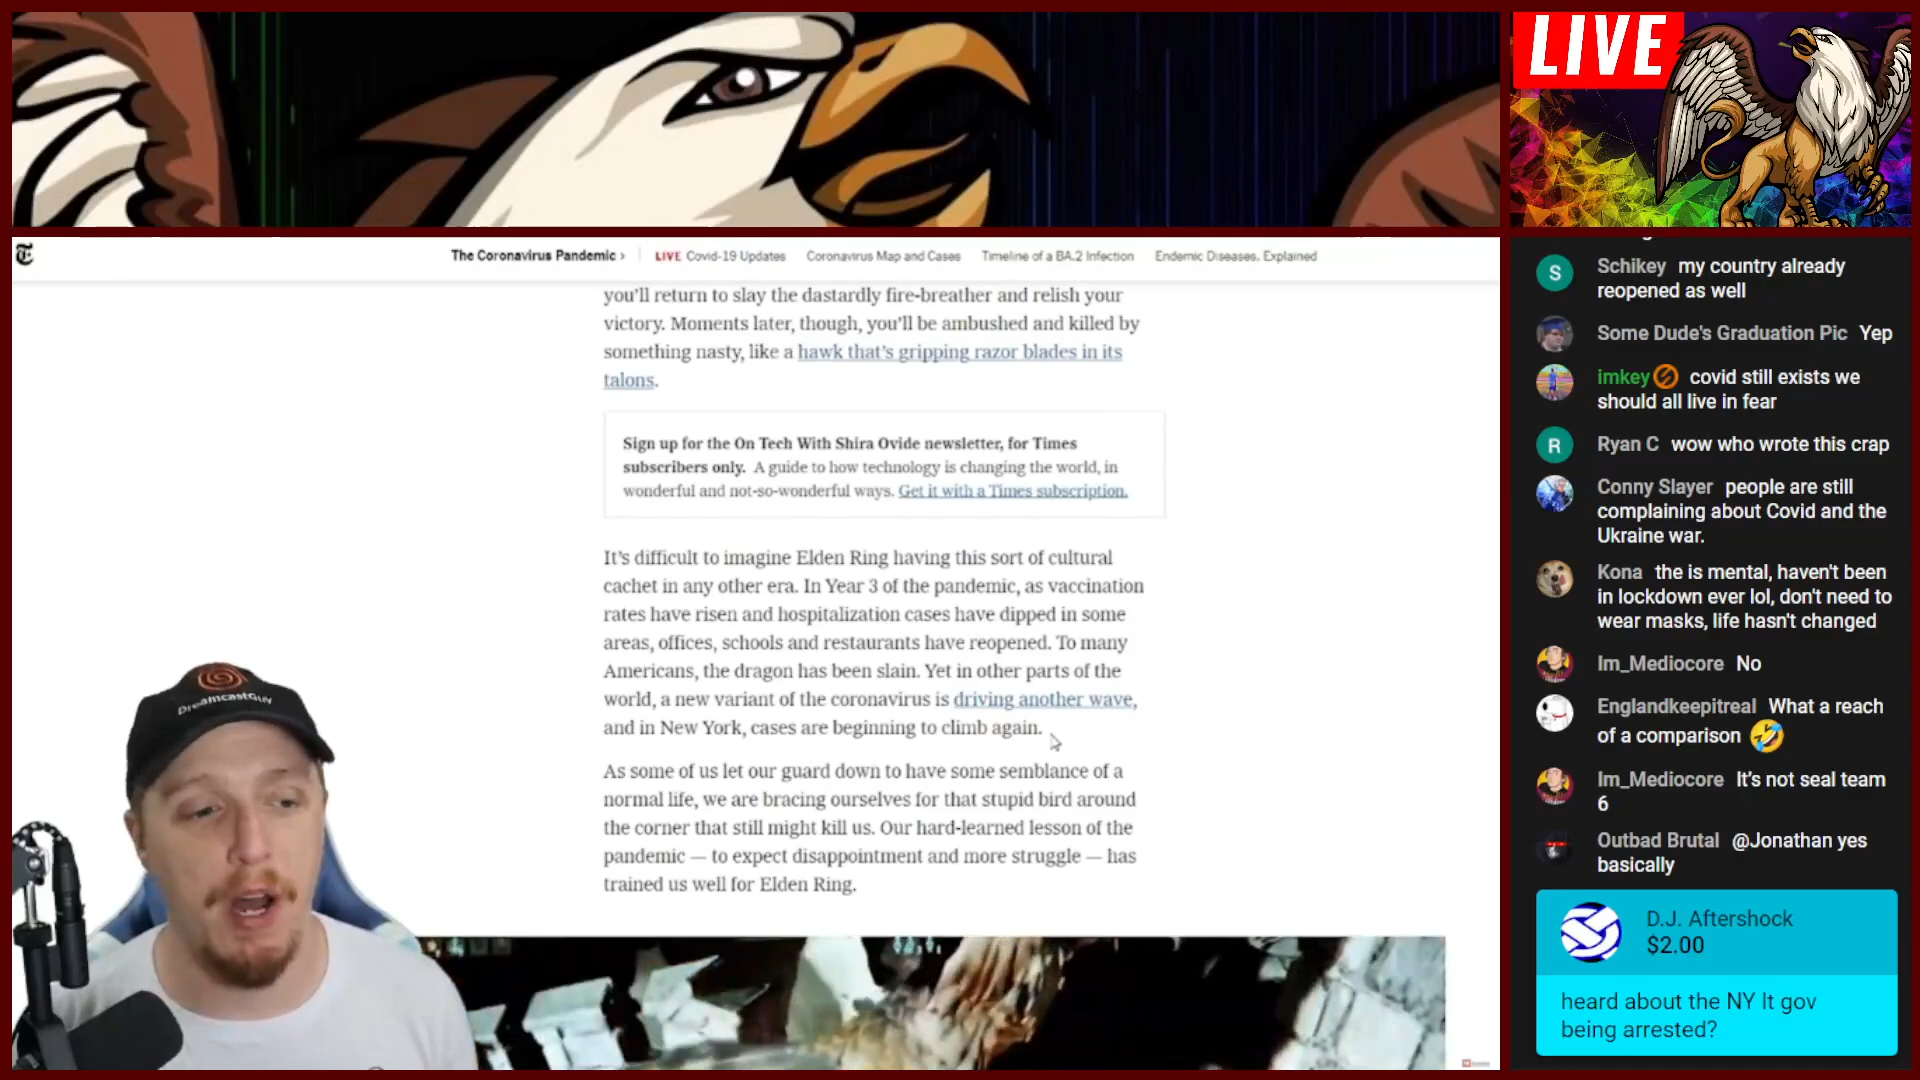 LIVE
The Coronavirus Pandemic ›
LIVE Covid-19 Updates
Coronavirus Map and Cases
Timeline of a BA.2 Infection
Endemic Diseases, Explained
you'll return to slay the dastardly fire-breather and relish your
victory. Moments later, though, you'll be ambushed and killed by
something nasty, like a hawk that's gripping razor blades in its
talons.
Sign up for the On Tech With Shira Ovide newsletter, for Times
subscribers only. A guide to how technology is changing the world, in
wonderful and not-so-wonderful ways. Get it with a Times subscription.
It's difficult to imagine Elden Ring having this sort of cultural
cachet in any other era. In Year 3 of the pandemic, as vaccination
rates have risen and hospitalization cases have dipped in some
areas, offices, schools and restaurants have reopened. To many
Americans, the dragon has been slain. Yet in other parts of the
world, a new variant of the coronavirus is driving another wave,
and in New York, cases are beginning to climb again.
As some of us let our guard down to have some semblance of a
normal life, we are bracing ourselves for that stupid bird around
the corner that still might kill us. Our hard-learned lesson of the
pandemic — to expect disappointment and more struggle — has
trained us well for Elden Ring.
DreamcastGuy
S
Schikey my country already
reopened as well
Some Dude's Graduation Pic Yep
imkey covid still exists we
should all live in fear
R
Ryan C wow who wrote this crap
Conny Slayer people are still
complaining about Covid and the
Ukraine war.
Kona the is mental, haven't been
in lockdown ever lol, don't need to
wear masks, life hasn't changed
Im_Mediocore No
Englandkeepitreal What a reach
of a comparison 🤣
Im_Mediocore It's not seal team
6
Outbad Brutal @Jonathan yes
basically
D.J. Aftershock
$2.00
heard about the NY lt gov
being arrested?